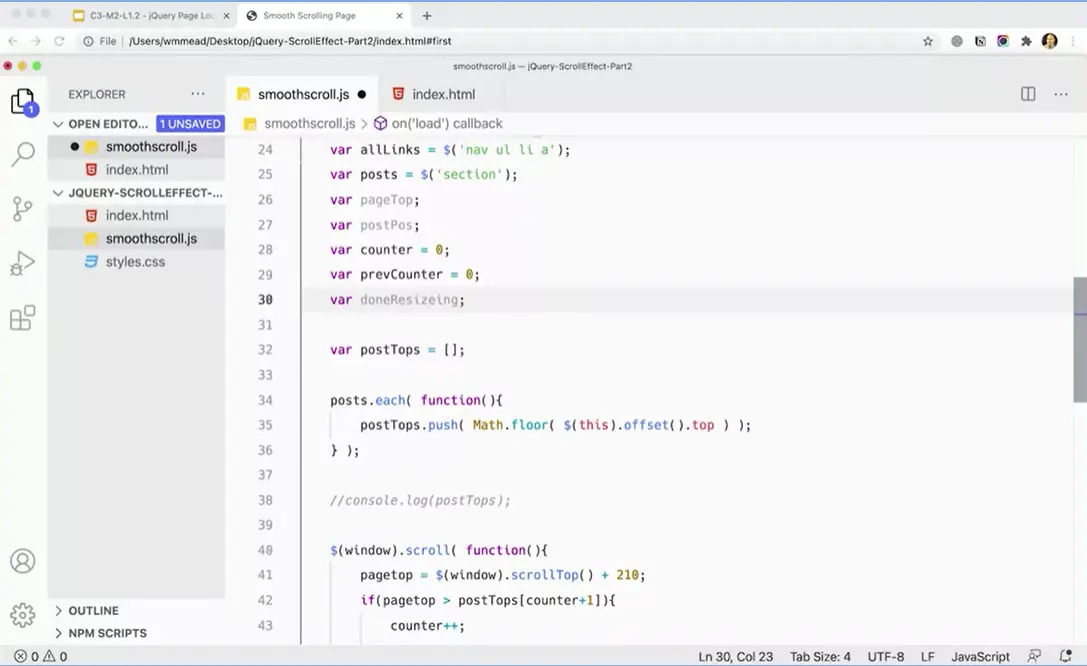 C3-M2-L1.2 - jQuery Page Loc
Smooth Scrolling Page
File /Users/wmmead/Desktop/jQuery-ScrollEffect-Part2/index.html#first
smoothscroll.js — jQuery-ScrollEffect-Part2
EXPLORER
smoothscroll.js
index.html
OPEN EDITO...
1 UNSAVED
smoothscroll.js > on('load') callback
smoothscroll.js
index.html
JQUERY-SCROLLEFFECT-...
index.html
smoothscroll.js
styles.css
OUTLINE
NPM SCRIPTS
1
24 var allLinks = $('nav ul li a');
25 var posts = $('section');
26 var pageTop;
27 var postPos;
28 var counter = 0;
29 var prevCounter = 0;
30 var doneResizeing;
31
32 var postTops = [];
33
34 posts.each( function(){
35 postTops.push( Math.floor( $(this).offset().top ) );
36 } );
37
38 //console.log(postTops);
39
40 $(window).scroll( function(){
41 pagetop = $(window).scrollTop() + 210;
42 if(pagetop > postTops[counter+1]){
43 counter++;
0 0
Ln 30, Col 23 Tab Size: 4 UTF-8 LF JavaScript